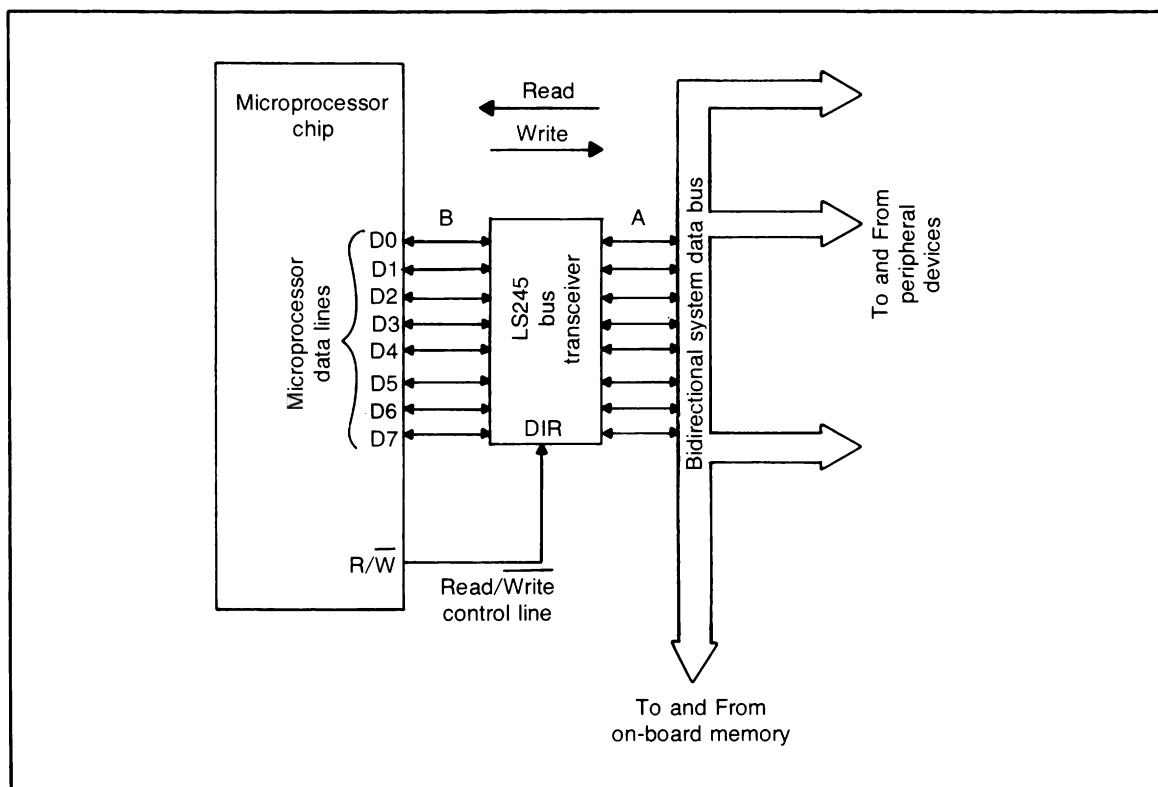 Microprocessor
chip
Read
Write
B
A
D0
D1
D2
D3
D4
D5
D6
D7
Microprocessor
data lines
LS245
bus
transceiver
DIR
Bidirectional system data bus
To and From
peripheral
devices
R/W̅
Read/W̅r̅i̅t̅e̅
control line
To and From
on-board memory